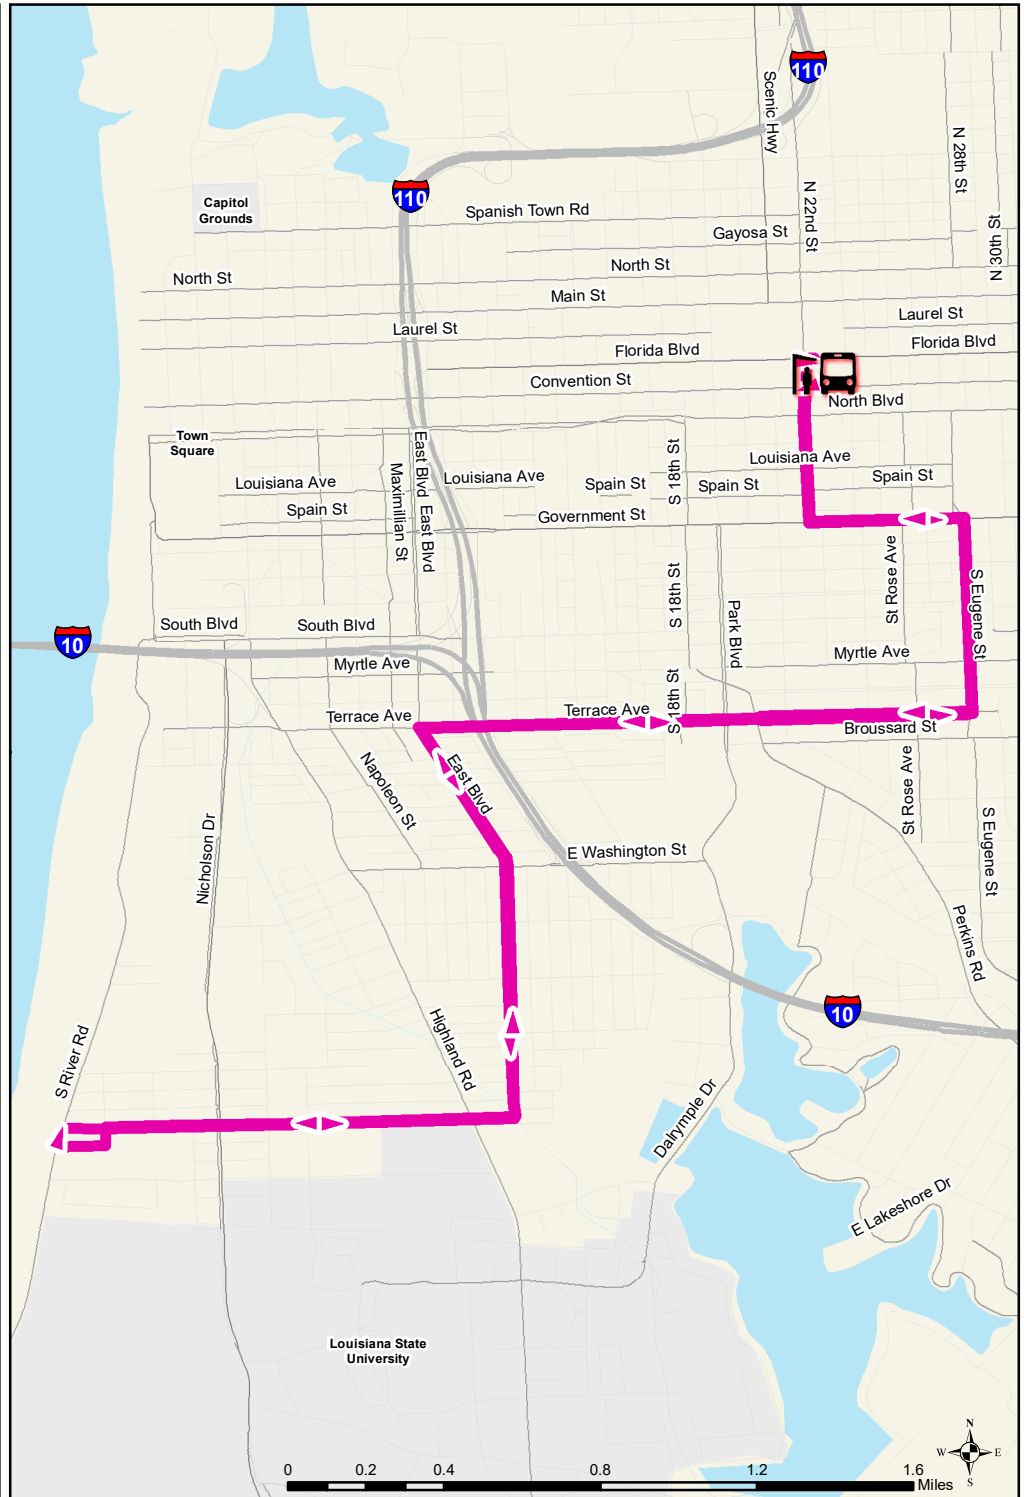 110
Scenic Hwy
N 28th St
110
Capitol
Grounds
Spanish Town Rd
N 22nd St
Gayosa St
N 30th St
North St
North St
Main St
Laurel St
Laurel St
Florida Blvd
Florida Blvd
Convention St
North Blvd
Town
Square
East Blvd
Maximillian St
Louisiana Ave
Louisiana Ave
S 18th St
Louisiana Ave
Spain St
Spain St
Spain St
Spain St
Government St
East Blvd
St Rose Ave
S Eugene St
S 18th St
Park Blvd
10
South Blvd
South Blvd
Myrtle Ave
Myrtle Ave
Terrace Ave
Terrace Ave
S 18th St
Broussard St
Napoleon St
East Blvd
St Rose Ave
S Eugene St
Nicholson Dr
E Washington St
Perkins Rd
10
S River Rd
Highland Rd
Dalrymple Dr
E Lakeshore Dr
Louisiana State
University
N
W E
S
0 0.2 0.4 0.8 1.2 1.6
Miles